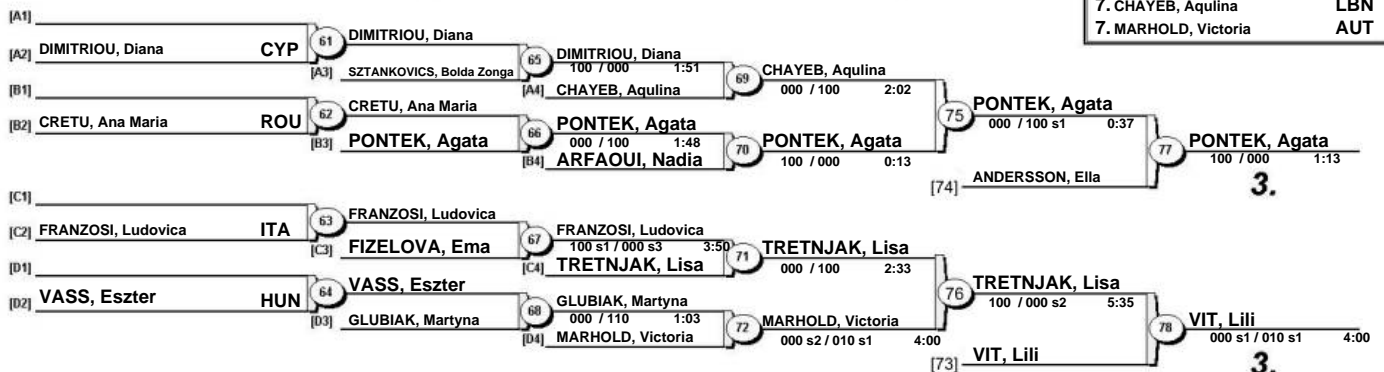 7. CHAYEB, Aqulina LBN
7. MARHOLD, Victoria AUT
[A1]
[A2] DIMITRIOU, Diana CYP
61 DIMITRIOU, Diana
[A3] SZTANKOVICS, Bolda Zonga
65 DIMITRIOU, Diana
100 / 000 1:51
[A4] CHAYEB, Aqulina
69 CHAYEB, Aqulina
000 / 100 2:02
[B1]
[B2] CRETU, Ana Maria ROU
62 CRETU, Ana Maria
[B3] PONTEK, Agata
66 PONTEK, Agata
000 / 100 1:48
[B4] ARFAOUI, Nadia
70 PONTEK, Agata
100 / 000 0:13
75 PONTEK, Agata
000 / 100 s1 0:37
[74] ANDERSSON, Ella
77 PONTEK, Agata
100 / 000 1:13
3.
[C1]
[C2] FRANZOSI, Ludovica ITA
63 FRANZOSI, Ludovica
[C3] FIZELOVA, Ema
67 FRANZOSI, Ludovica
100 s1 / 000 s3 3:50
[C4] TRETNJAK, Lisa
71 TRETNJAK, Lisa
000 / 100 2:33
[D1]
[D2] VASS, Eszter HUN
64 VASS, Eszter
[D3] GLUBIAK, Martyna
68 GLUBIAK, Martyna
000 / 110 1:03
[D4] MARHOLD, Victoria
72 MARHOLD, Victoria
000 s2 / 010 s1 4:00
76 TRETNJAK, Lisa
100 / 000 s2 5:35
[73] VIT, Lili
78 VIT, Lili
000 s1 / 010 s1 4:00
3.